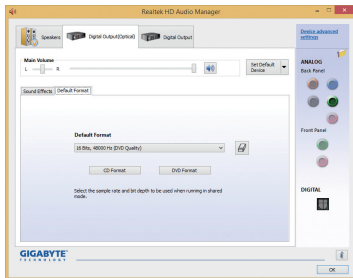 Realtek HD Audio Manager
Speakers
Digital Output(Optical)
Digital Output
Device advanced
settings
Main Volume
L
R
Set Default
Device
ANALOG
Back Panel
Sound Effects
Default Format
Default Format
16 Bits, 48000 Hz (DVD Quality)
CD Format
DVD Format
Front Panel
Select the sample rate and bit depth to be used when running in shared
mode.
DIGITAL
GIGABYTE
TECHNOLOGY
OK